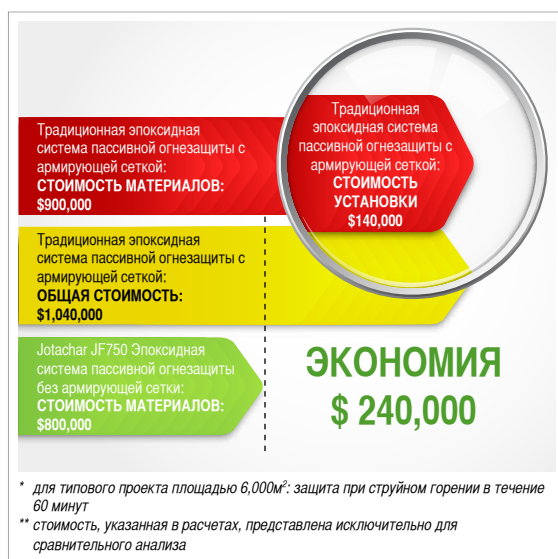 Традиционная эпоксидная
система пассивной огнезащиты с
армирующей сеткой:
СТОИМОСТЬ МАТЕРИАЛОВ:
$900,000
Традиционная
эпоксидная система
пассивной огнезащиты с
армирующей сеткой:
СТОИМОСТЬ
УСТАНОВКИ
$140,000
Традиционная эпоксидная
система пассивной огнезащиты с
армирующей сеткой:
ОБЩАЯ СТОИМОСТЬ:
$1,040,000
Jotachar JF750 Эпоксидная
система пассивной огнезащиты
без армирующей сетки:
СТОИМОСТЬ МАТЕРИАЛОВ:
$800,000
ЭКОНОМИЯ
$ 240,000
* для типового проекта площадью 6,000м²: защита при струйном горении в течение
60 минут
** стоимость, указанная в расчетах, представлена исключительно для
сравнительного анализа